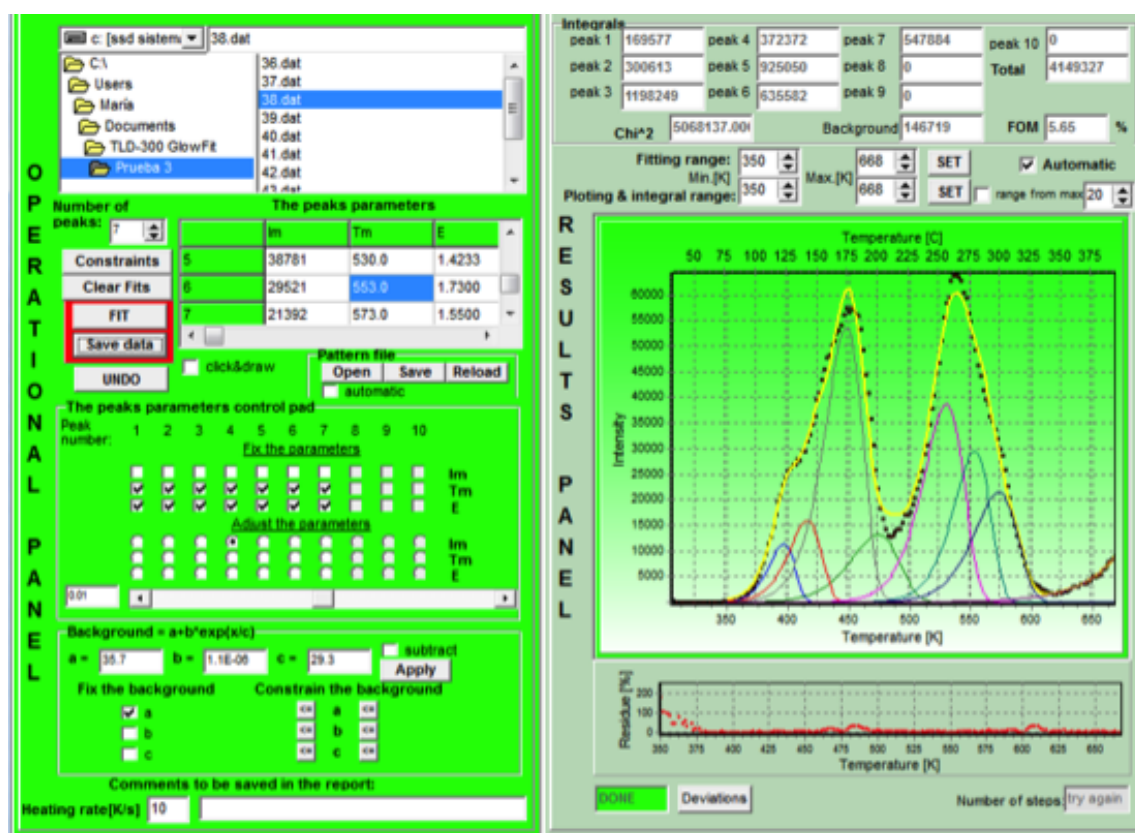 c: [ssd sistema
38.dat
C:\
Users
María
Documents
TLD-300 GlowFit
Prueba 3
36.dat
37.dat
38.dat
39.dat
40.dat
41.dat
42.dat
43.dat
OPERATIONAL PANEL
Number of peaks: 7
The peaks parameters
Im Tm E
5 38781 530.0 1.4233
6 29521 553.0 1.7300
7 21392 573.0 1.5500
Constraints
Clear Fits
FIT
Save data
UNDO
click&draw
Pattern file
Open Save Reload
automatic
The peaks parameters control pad
Peak number: 1 2 3 4 5 6 7 8 9 10
Fix the parameters
Im
Tm
E
Adjust the parameters
Im
Tm
E
0.01
Background = a+b*exp(x/c)
a = 35.7 b = 1.1E-06 c = 29.3
subtract
Apply
Fix the background Constrain the background
a <= a <=
b <= b <=
c <= c <=
Comments to be saved in the report:
Heating rate[K/s] 10
Integrals
peak 1 169577 peak 4 372372 peak 7 547884 peak 10 0
peak 2 300613 peak 5 925050 peak 8 0 Total 4149327
peak 3 1198249 peak 6 635582 peak 9 0
Chi^2 5068137.00 Background 146719 FOM 5.65 %
Fitting range: 350 668 SET Automatic
Min.[K] Max.[K]
Ploting & integral range: 350 668 SET range from max 20
RESULTS PANEL
Temperature [C]
50 75 100 125 150 175 200 225 250 275 300 325 350 375
Intensity
60000
55000
50000
45000
40000
35000
30000
25000
20000
15000
10000
5000
350 400 450 500 550 600 650
Temperature [K]
Residue [%]
200
100
0
350 375 400 425 450 475 500 525 550 575 600 625 650
Temperature [K]
DONE
Deviations
Number of steps: try again